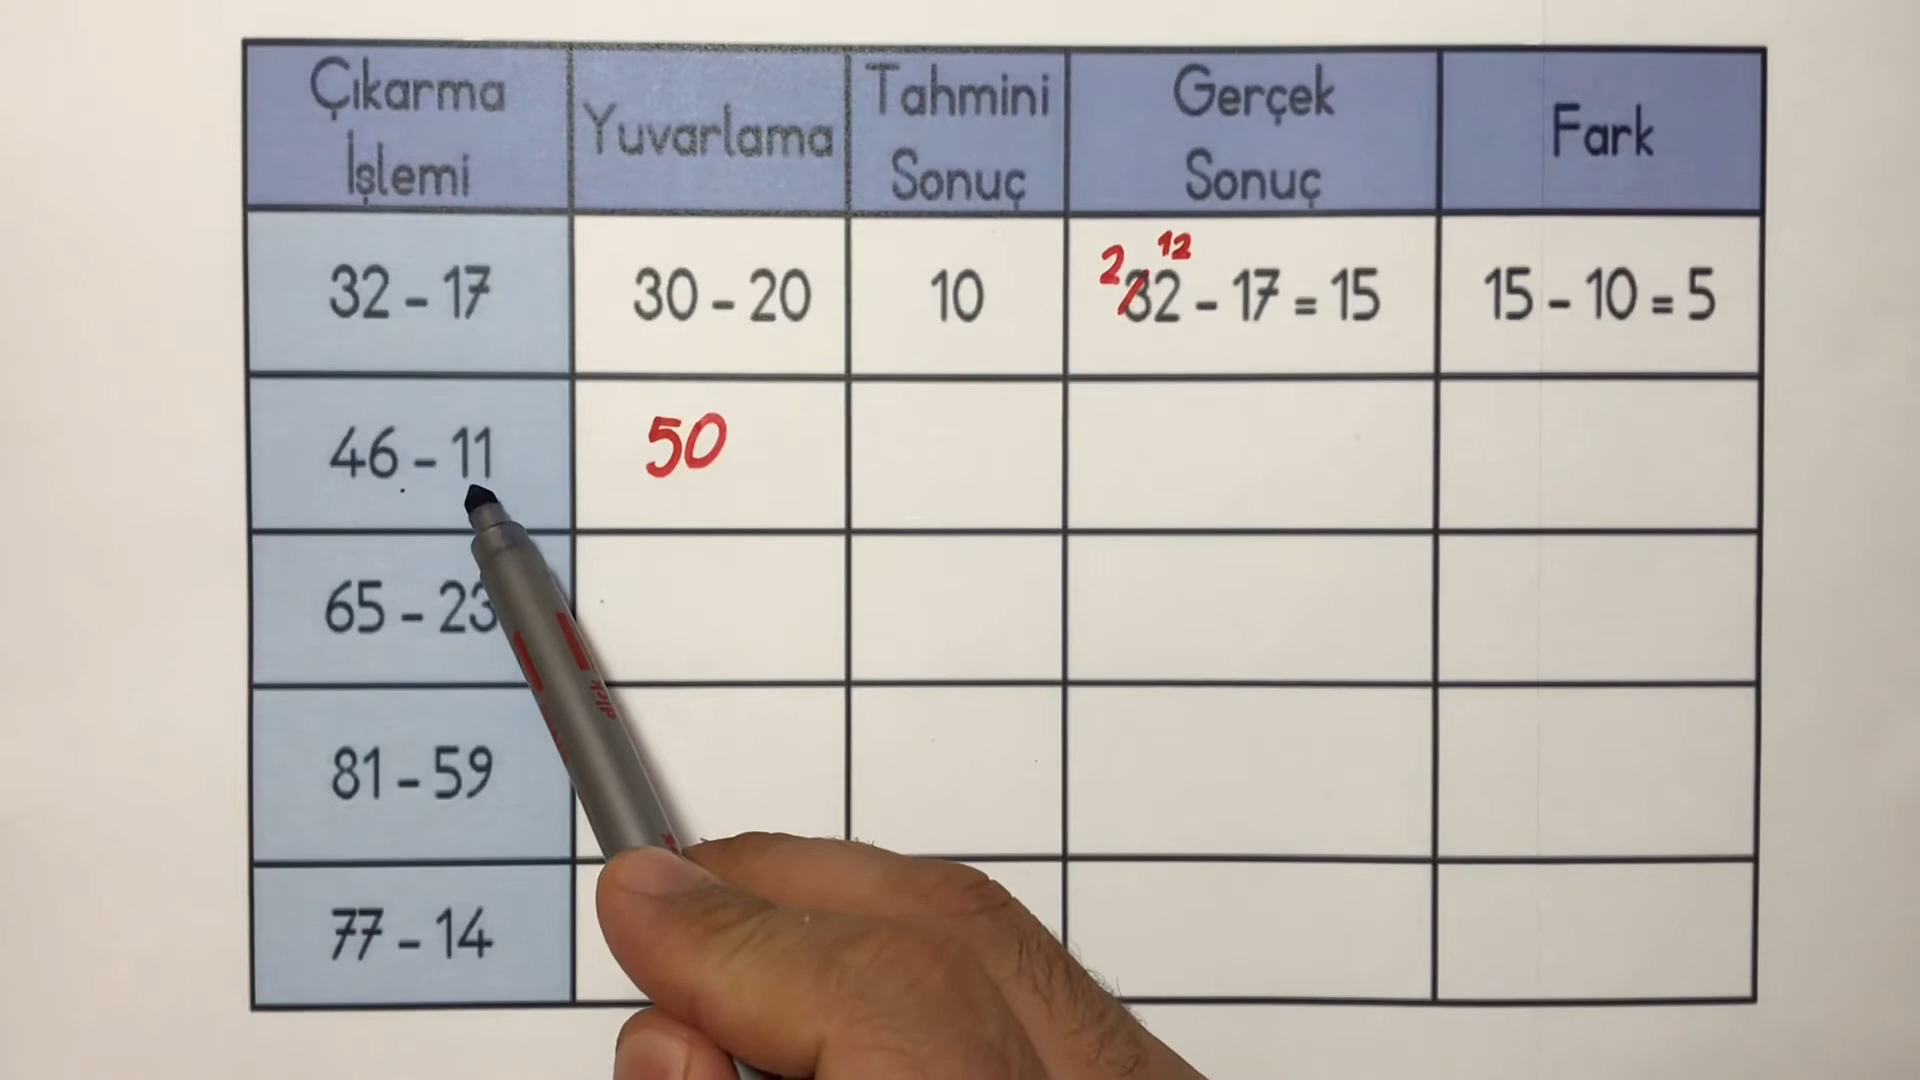 Çıkarma İşlemi
Yuvarlama
Tahmini Sonuç
Gerçek Sonuç
Fark
32 - 17
30 - 20
10
2 12
32 - 17 = 15
15 - 10 = 5
46 - 11
50
65 - 23
81 - 59
77 - 14